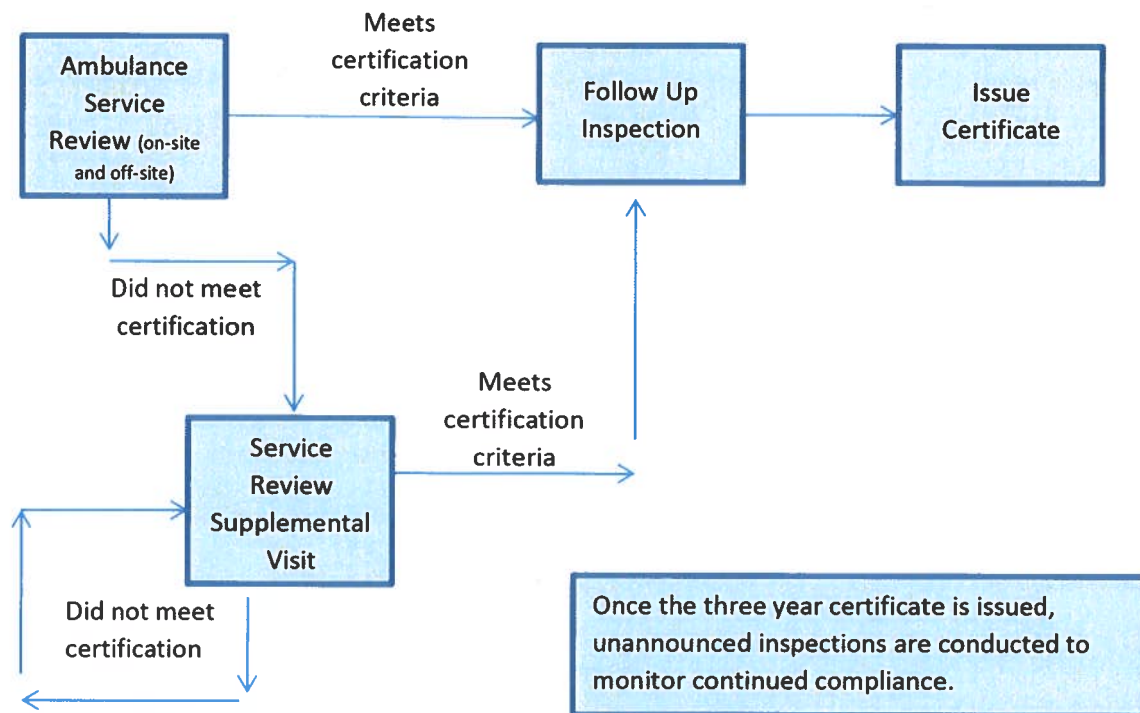 Ambulance
Service
Review (on-site
and off-site)
Meets
certification
criteria
Follow Up
Inspection
Issue
Certificate
Did not meet
certification
Service
Review
Supplemental
Visit
Meets
certification
criteria
Did not meet
certification
Once the three year certificate is issued,
unannounced inspections are conducted to
monitor continued compliance.